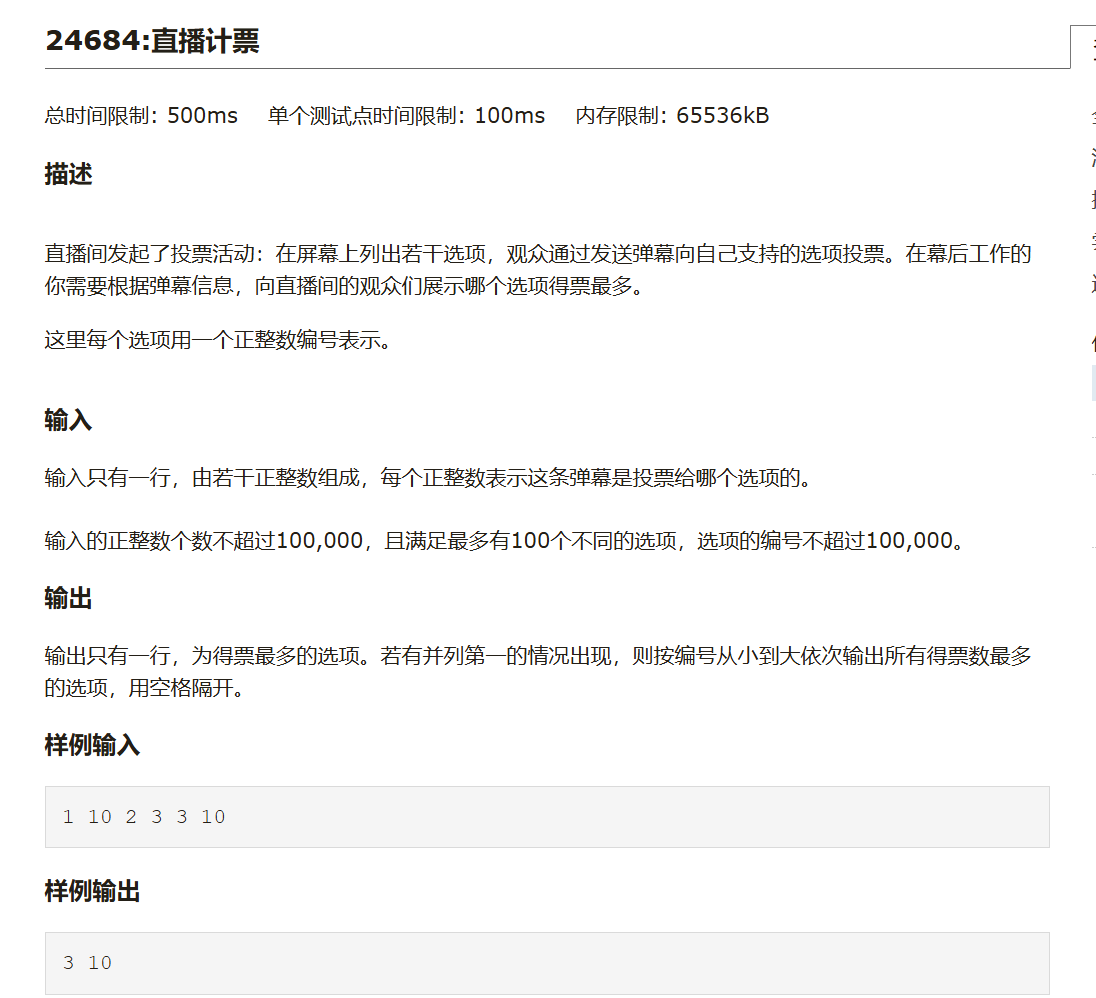 24684:直播计票
总时间限制: 500ms 单个测试点时间限制: 100ms 内存限制: 65536kB
描述
直播间发起了投票活动：在屏幕上列出若干选项，观众通过发送弹幕向自己支持的选项投票。在幕后工作的
你需要根据弹幕信息，向直播间的观众们展示哪个选项得票最多。
这里每个选项用一个正整数编号表示。
输入
输入只有一行，由若干正整数组成，每个正整数表示这条弹幕是投票给哪个选项的。
输入的正整数个数不超过100,000，且满足最多有100个不同的选项，选项的编号不超过100,000。
输出
输出只有一行，为得票最多的选项。若有并列第一的情况出现，则按编号从小到大依次输出所有得票数最多
的选项，用空格隔开。
样例输入
1 10 2 3 3 10
样例输出
3 10